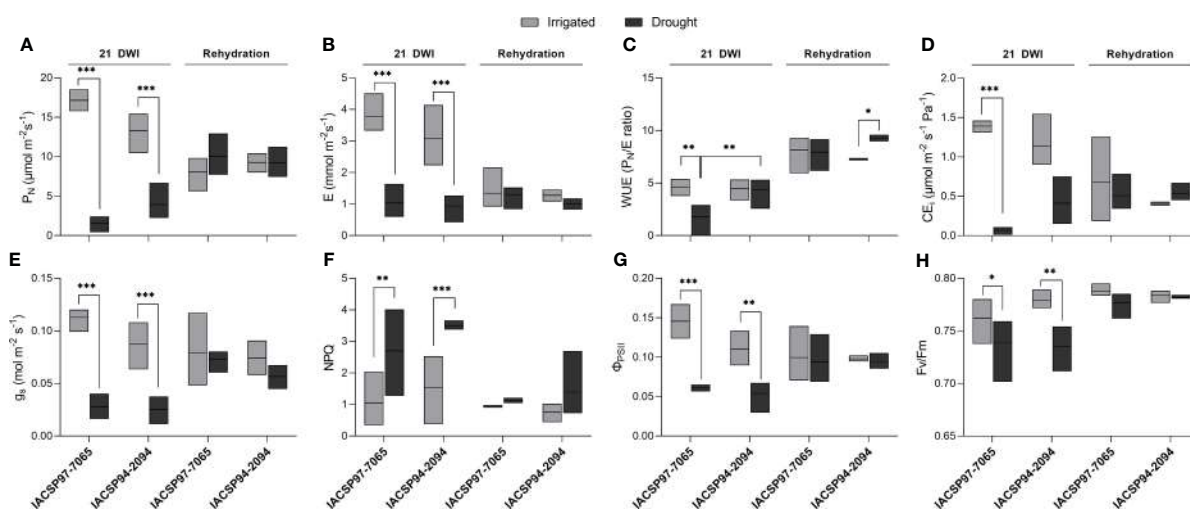 Irrigated Drought
A B C D
21 DWI Rehydration 21 DWI Rehydration 21 DWI Rehydration 21 DWI Rehydration
P_N (μmol m⁻²s⁻¹)
20
15
10
5
0
*** ***
E (mmol m⁻²s⁻¹)
5
4
3
2
1
0
*** ***
WUE (P_N/E ratio)
15
10
5
0
** ** *
CE_i (μmol m⁻² s⁻¹ Pa⁻¹)
2.0
1.5
1.0
0.5
0.0
***
E F G H
g_s (mol m⁻² s⁻¹)
0.15
0.10
0.05
0.00
*** ***
NPQ
5
4
3
2
1
0
** ***
Φ_PSII
0.20
0.15
0.10
0.05
0.00
*** **
Fv/Fm
0.80
0.75
0.70
0.65
* **
IACSP97-7065 IACSP94-2094 IACSP97-7065 IACSP94-2094
IACSP97-7065 IACSP94-2094 IACSP97-7065 IACSP94-2094
IACSP97-7065 IACSP94-2094 IACSP97-7065 IACSP94-2094
IACSP97-7065 IACSP94-2094 IACSP97-7065 IACSP94-2094